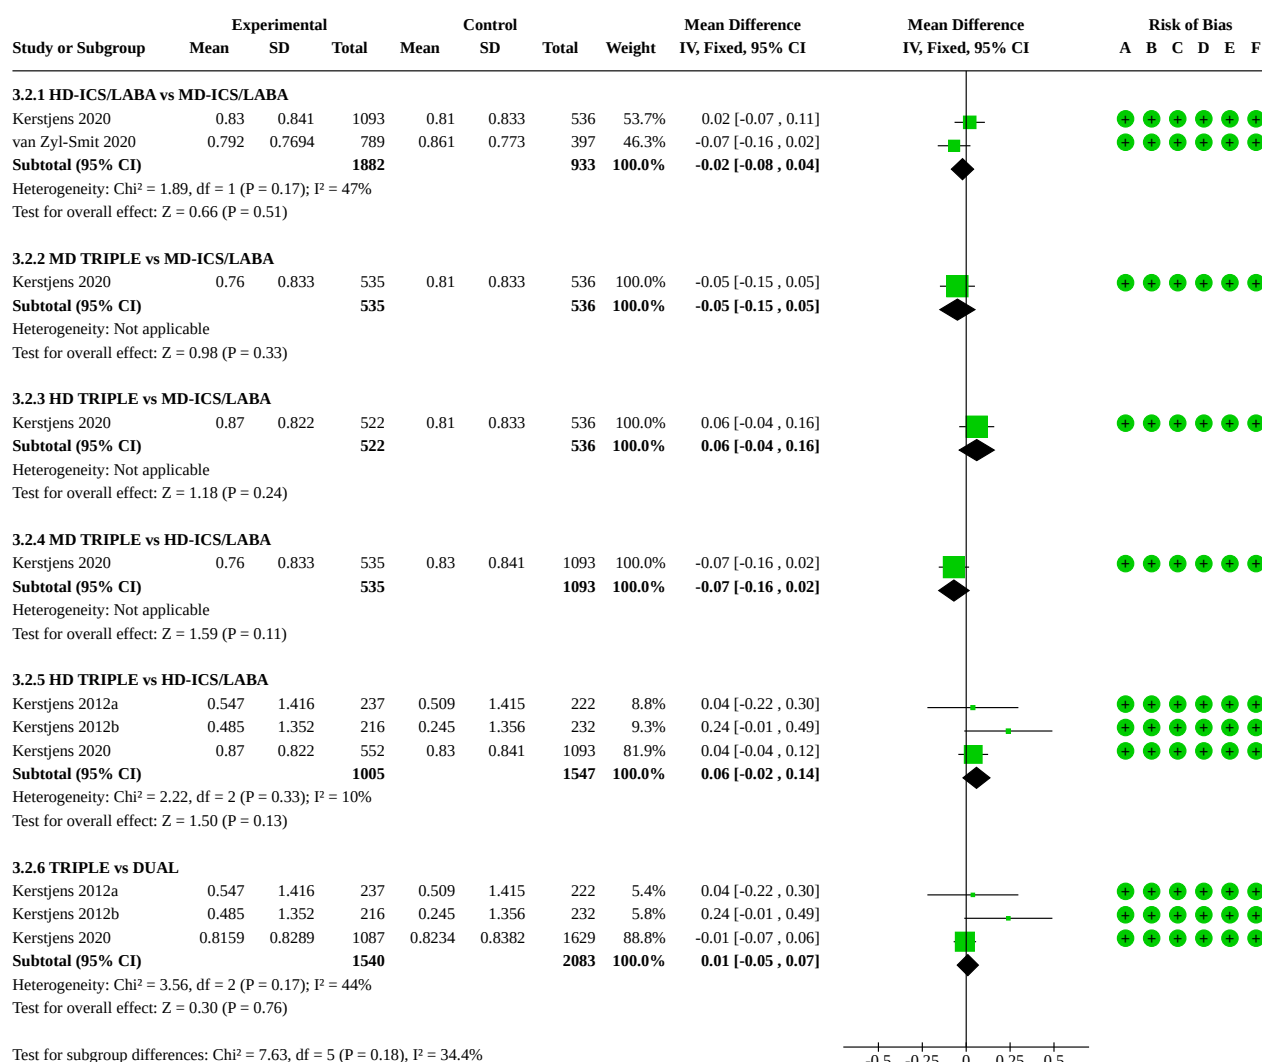 Experimental Control Mean Difference Mean Difference Risk of Bias
Study or Subgroup Mean SD Total Mean SD Total Weight IV, Fixed, 95% CI IV, Fixed, 95% CI A B C D E F
3.2.1 HD-ICS/LABA vs MD-ICS/LABA
Kerstjens 2020 0.83 0.841 1093 0.81 0.833 536 53.7% 0.02 [-0.07 , 0.11] + + + + + +
van Zyl-Smit 2020 0.792 0.7694 789 0.861 0.773 397 46.3% -0.07 [-0.16 , 0.02] + + + + + +
Subtotal (95% CI) 1882 933 100.0% -0.02 [-0.08 , 0.04]
Heterogeneity: Chi² = 1.89, df = 1 (P = 0.17); I² = 47%
Test for overall effect: Z = 0.66 (P = 0.51)
3.2.2 MD TRIPLE vs MD-ICS/LABA
Kerstjens 2020 0.76 0.833 535 0.81 0.833 536 100.0% -0.05 [-0.15 , 0.05] + + + + + +
Subtotal (95% CI) 535 536 100.0% -0.05 [-0.15 , 0.05]
Heterogeneity: Not applicable
Test for overall effect: Z = 0.98 (P = 0.33)
3.2.3 HD TRIPLE vs MD-ICS/LABA
Kerstjens 2020 0.87 0.822 522 0.81 0.833 536 100.0% 0.06 [-0.04 , 0.16] + + + + + +
Subtotal (95% CI) 522 536 100.0% 0.06 [-0.04 , 0.16]
Heterogeneity: Not applicable
Test for overall effect: Z = 1.18 (P = 0.24)
3.2.4 MD TRIPLE vs HD-ICS/LABA
Kerstjens 2020 0.76 0.833 535 0.83 0.841 1093 100.0% -0.07 [-0.16 , 0.02] + + + + + +
Subtotal (95% CI) 535 1093 100.0% -0.07 [-0.16 , 0.02]
Heterogeneity: Not applicable
Test for overall effect: Z = 1.59 (P = 0.11)
3.2.5 HD TRIPLE vs HD-ICS/LABA
Kerstjens 2012a 0.547 1.416 237 0.509 1.415 222 8.8% 0.04 [-0.22 , 0.30] + + + + + +
Kerstjens 2012b 0.485 1.352 216 0.245 1.356 232 9.3% 0.24 [-0.01 , 0.49] + + + + + +
Kerstjens 2020 0.87 0.822 552 0.83 0.841 1093 81.9% 0.04 [-0.04 , 0.12] + + + + + +
Subtotal (95% CI) 1005 1547 100.0% 0.06 [-0.02 , 0.14]
Heterogeneity: Chi² = 2.22, df = 2 (P = 0.33); I² = 10%
Test for overall effect: Z = 1.50 (P = 0.13)
3.2.6 TRIPLE vs DUAL
Kerstjens 2012a 0.547 1.416 237 0.509 1.415 222 5.4% 0.04 [-0.22 , 0.30] + + + + + +
Kerstjens 2012b 0.485 1.352 216 0.245 1.356 232 5.8% 0.24 [-0.01 , 0.49] + + + + + +
Kerstjens 2020 0.8159 0.8289 1087 0.8234 0.8382 1629 88.8% -0.01 [-0.07 , 0.06] + + + + + +
Subtotal (95% CI) 1540 2083 100.0% 0.01 [-0.05 , 0.07]
Heterogeneity: Chi² = 3.56, df = 2 (P = 0.17); I² = 44%
Test for overall effect: Z = 0.30 (P = 0.76)
Test for subgroup differences: Chi² = 7.63, df = 5 (P = 0.18), I² = 34.4%
-0.5 -0.25 0 0.25 0.5